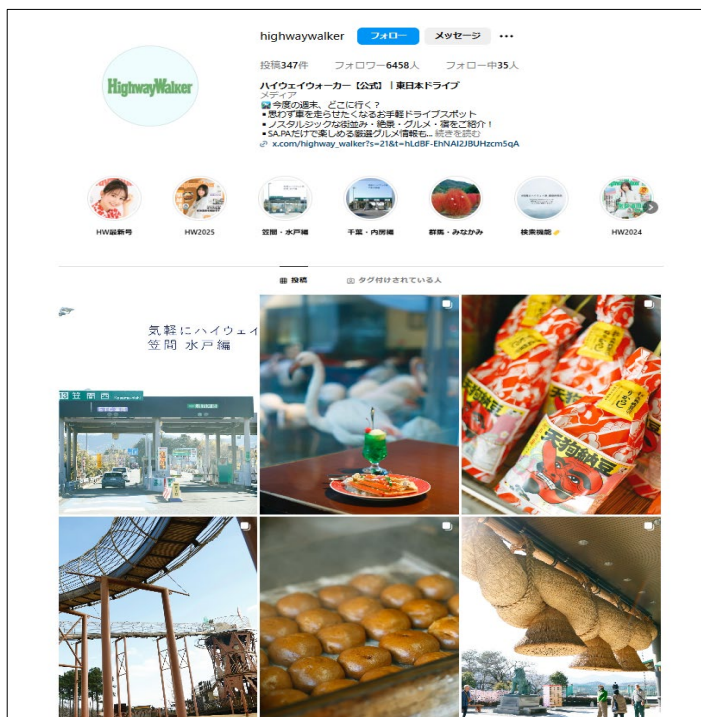 highwaywalker フォロー メッセージ ...
投稿347件 フォロワー6458人 フォロー中35人
HighwayWalker
ハイウェイウォーカー【公式】 | 東日本ドライブ
メディア
今度の週末、どこに行く?
▪思わず車を走らせたくなるお手軽ドライブスポット
▪ノスタルジックな街並み・絶景・グルメ・宿をご紹介!
▪SA.PAだけで楽しめる厳選グルメ情報も... 続きを読む
x.com/highway_walker?s=21&t=hLdBF-EhNAI2JBUHzcm5qA
HW最新号 HW2025 笠間・水戸編 千葉・内房編 群馬・みなかみ 検索機能 HW2024
投稿 タグ付けされている人
気軽にハイウェイ
笠間 水戸編
笠間西
天狗納豆
天狗納豆